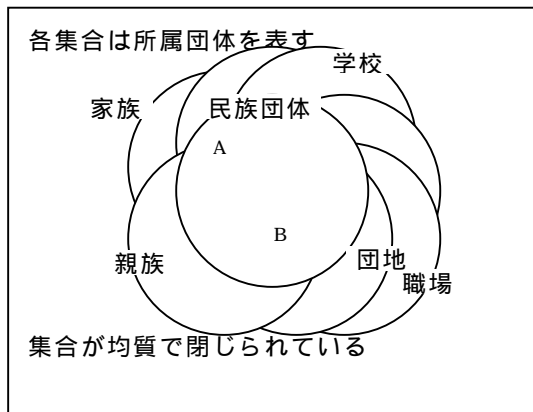 各集合は所属団体を表す
学校
家族
民族団体
A
B
親族
団地
職場
集合が均質で閉じられている